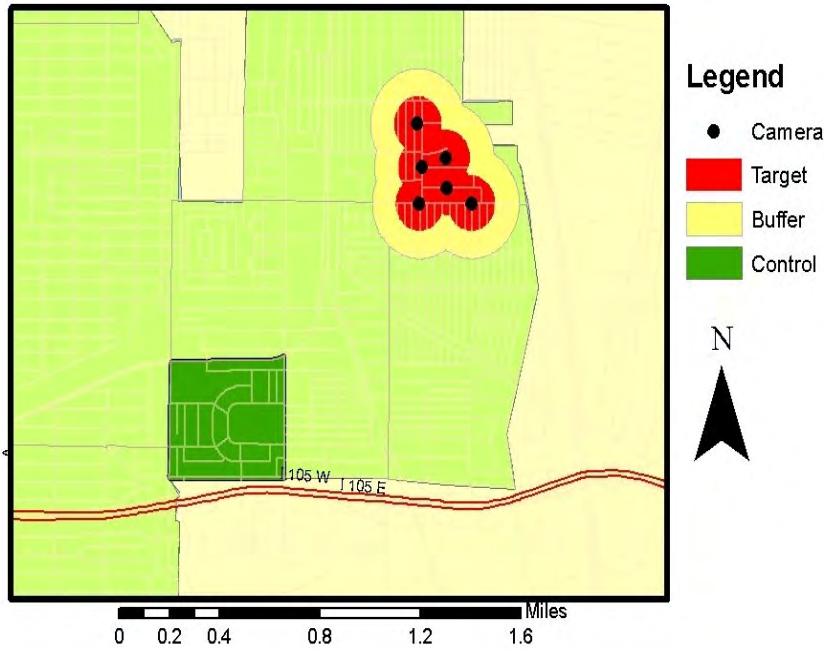 Legend
Camera
Target
Buffer
Control
N
105 W
105 E
Miles
0 0.2 0.4 0.8 1.2 1.6